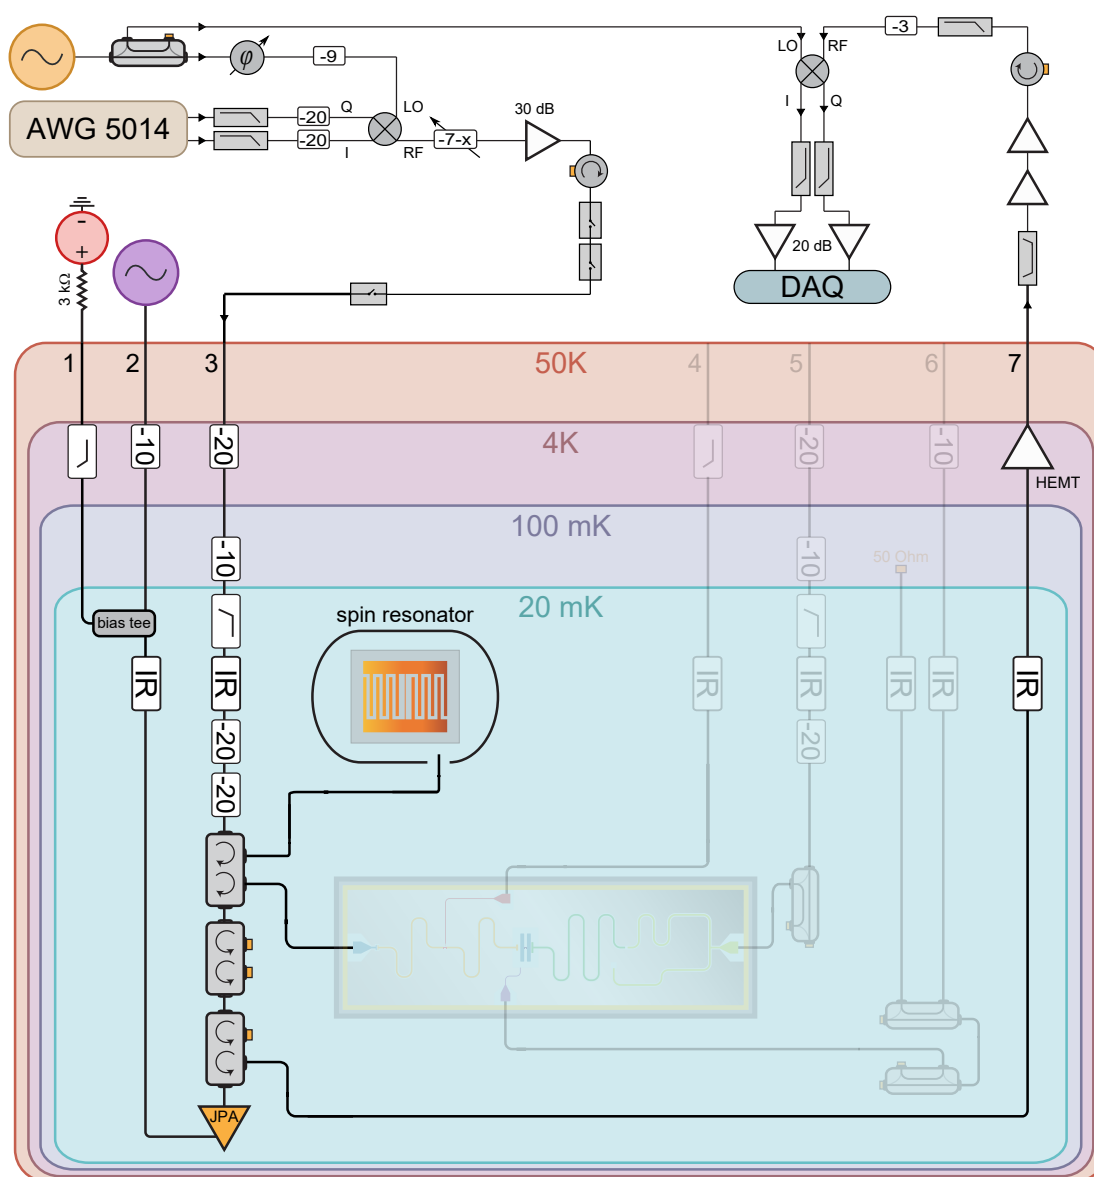 -3
LO
RF
φ
-9
30 dB
AWG 5014
-20
Q
LO
I
Q
-20
I
RF
-7-x
-
+
3 kΩ
20 dB
DAQ
1
2
3
50K
4
5
6
7
-10
-20
4K
-20
-10
HEMT
100 mK
-10
-10
50 Ohm
20 mK
bias tee
spin resonator
IR
IR
IR
IR
IR
IR
-20
-20
-20
JPA